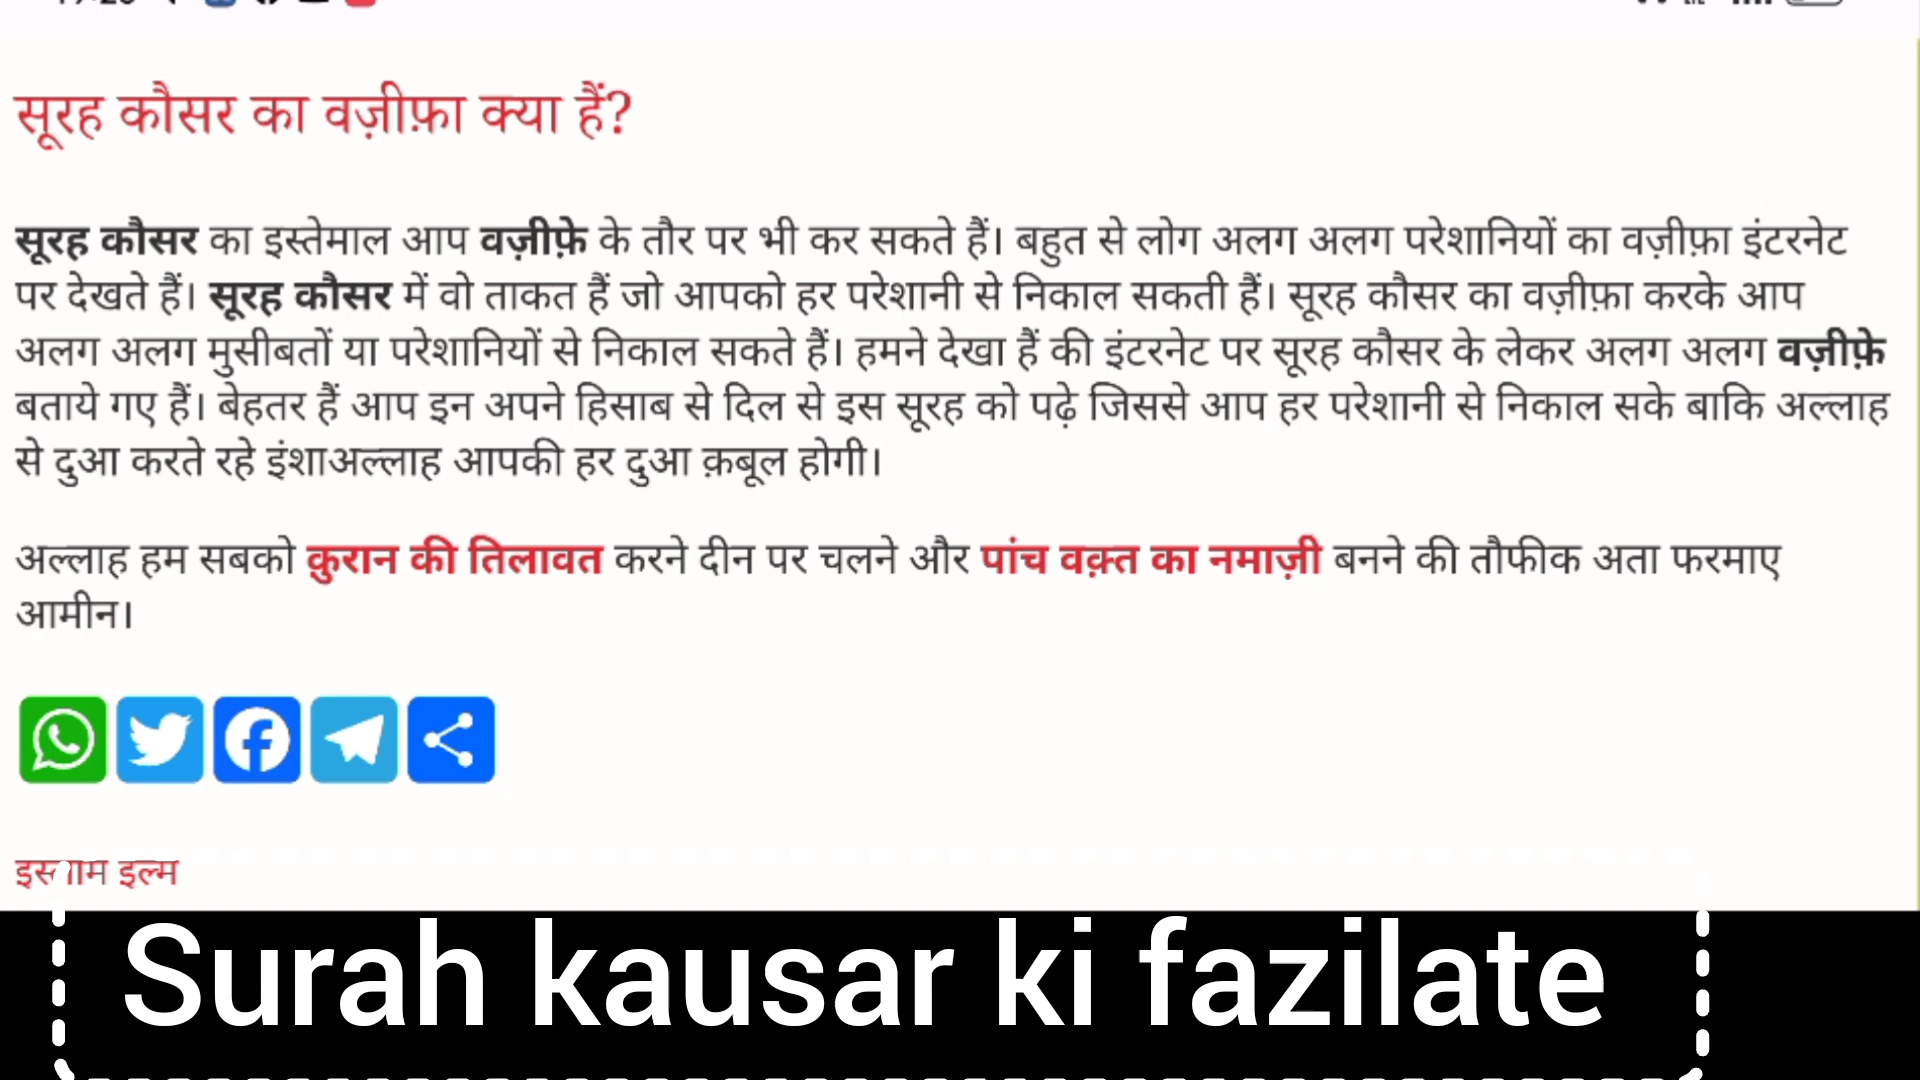 सूरह कौसर का वज़ीफ़ा क्या हैं?
सूरह कौसर का इस्तेमाल आप वज़ीफ़े के तौर पर भी कर सकते हैं। बहुत से लोग अलग अलग परेशानियों का वज़ीफ़ा इंटरनेट
पर देखते हैं। सूरह कौसर में वो ताकत हैं जो आपको हर परेशानी से निकाल सकती हैं। सूरह कौसर का वज़ीफ़ा करके आप
अलग अलग मुसीबतों या परेशानियों से निकाल सकते हैं। हमने देखा हैं की इंटरनेट पर सूरह कौसर के लेकर अलग अलग वज़ीफ़े
बताये गए हैं। बेहतर हैं आप इन अपने हिसाब से दिल से इस सूरह को पढ़े जिससे आप हर परेशानी से निकाल सके बाकि अल्लाह
से दुआ करते रहे इंशाअल्लाह आपकी हर दुआ क़बूल होगी।
अल्लाह हम सबको क़ुरान की तिलावत करने दीन पर चलने और पांच वक़्त का नमाज़ी बनने की तौफीक अता फरमाए
आमीन।
इल्म
Surah kausar ki fazilate